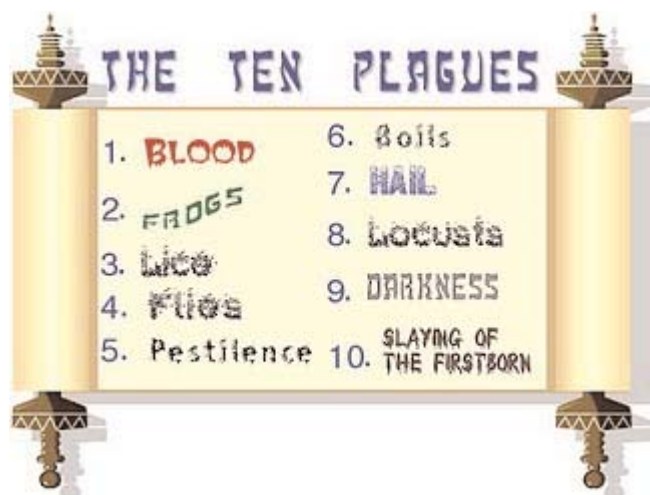 THE TEN PLAGUES
1. BLOOD
2. FROGS
3. Lice
4. Flies
5. Pestilence
6. Boils
7. HAIL
8. Locusts
9. DARKNESS
10. SLAYING OF
THE FIRSTBORN